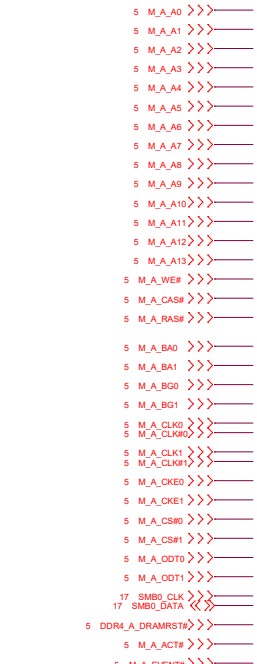 5 M_A_A0
5 M_A_A1
5 M_A_A2
5 M_A_A3
5 M_A_A4
5 M_A_A5
5 M_A_A6
5 M_A_A7
5 M_A_A8
5 M_A_A9
5 M_A_A10
5 M_A_A11
5 M_A_A12
5 M_A_A13
5 M_A_WE#
5 M_A_CAS#
5 M_A_RAS#
5 M_A_BA0
5 M_A_BA1
5 M_A_BG0
5 M_A_BG1
5 M_A_CLK0
5 M_A_CLK#0
5 M_A_CLK1
5 M_A_CLK#1
5 M_A_CKE0
5 M_A_CKE1
5 M_A_CS#0
5 M_A_CS#1
5 M_A_ODT0
5 M_A_ODT1
17 SMB0_CLK
17 SMB0_DATA
5 DDR4_A_DRAMRST#
5 M_A_ACT#
5 M_A_EVENT#